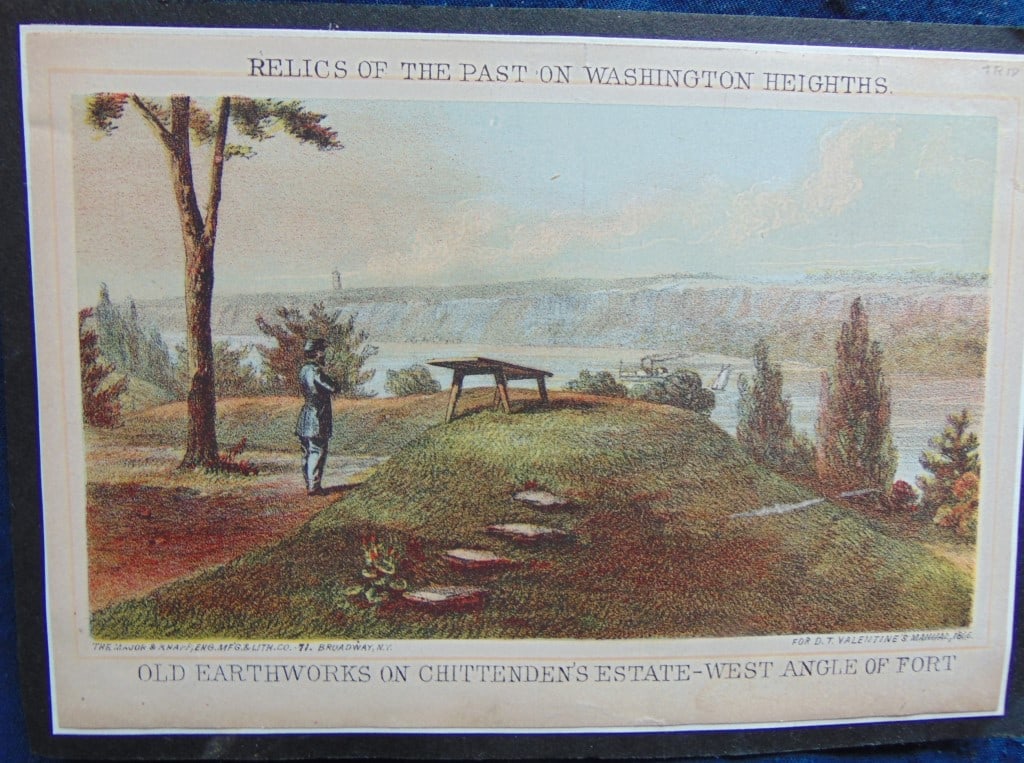 RELICS OF THE PAST ON WASHINGTON HEIGHTHS.
THE MAJOR & KNAPP, ENG. MFG. & LITH. CO. 71. BROADWAY, N.Y.
FOR D. T. VALENTINE'S MANUAL,
OLD EARTHWORKS ON CHITTENDEN'S ESTATE-WEST ANGLE OF FORT